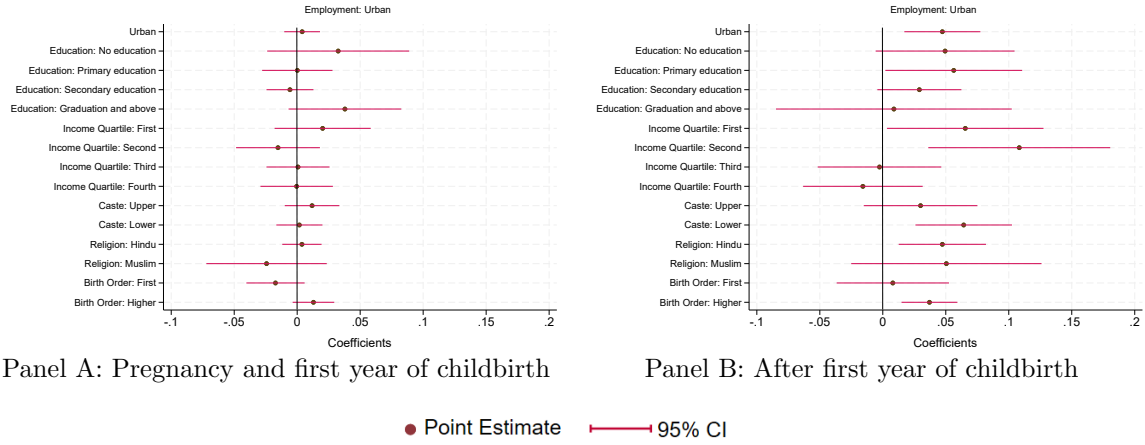 Employment: Urban
Urban
Education: No education
Education: Primary education
Education: Secondary education
Education: Graduation and above
Income Quartile: First
Income Quartile: Second
Income Quartile: Third
Income Quartile: Fourth
Caste: Upper
Caste: Lower
Religion: Hindu
Religion: Muslim
Birth Order: First
Birth Order: Higher
-.1 -.05 0 .05 .1 .15 .2
Coefficients
Panel A: Pregnancy and first year of childbirth
Employment: Urban
Urban
Education: No education
Education: Primary education
Education: Secondary education
Education: Graduation and above
Income Quartile: First
Income Quartile: Second
Income Quartile: Third
Income Quartile: Fourth
Caste: Upper
Caste: Lower
Religion: Hindu
Religion: Muslim
Birth Order: First
Birth Order: Higher
-.1 -.05 0 .05 .1 .15 .2
Coefficients
Panel B: After first year of childbirth
Point Estimate 95% CI